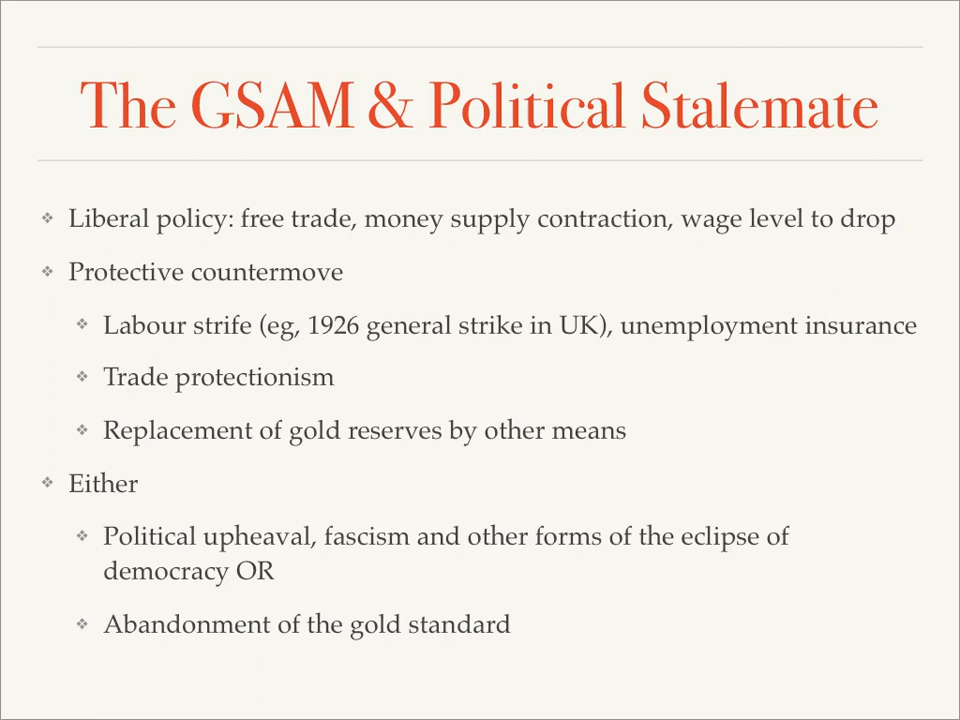 The GSAM & Political Stalemate
Liberal policy: free trade, money supply contraction, wage level to drop
Protective countermove
Labour strife (eg, 1926 general strike in UK), unemployment insurance
Trade protectionism
Replacement of gold reserves by other means
Either
Political upheaval, fascism and other forms of the eclipse of
democracy OR
Abandonment of the gold standard